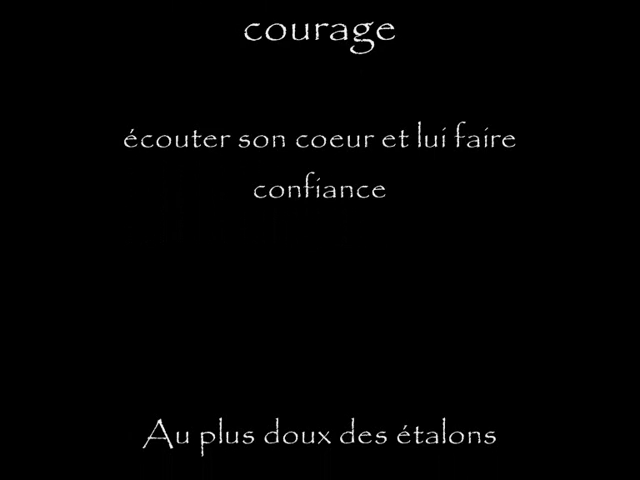 courage
écouter son coeur et lui faire
confiance
Au plus doux des étalons